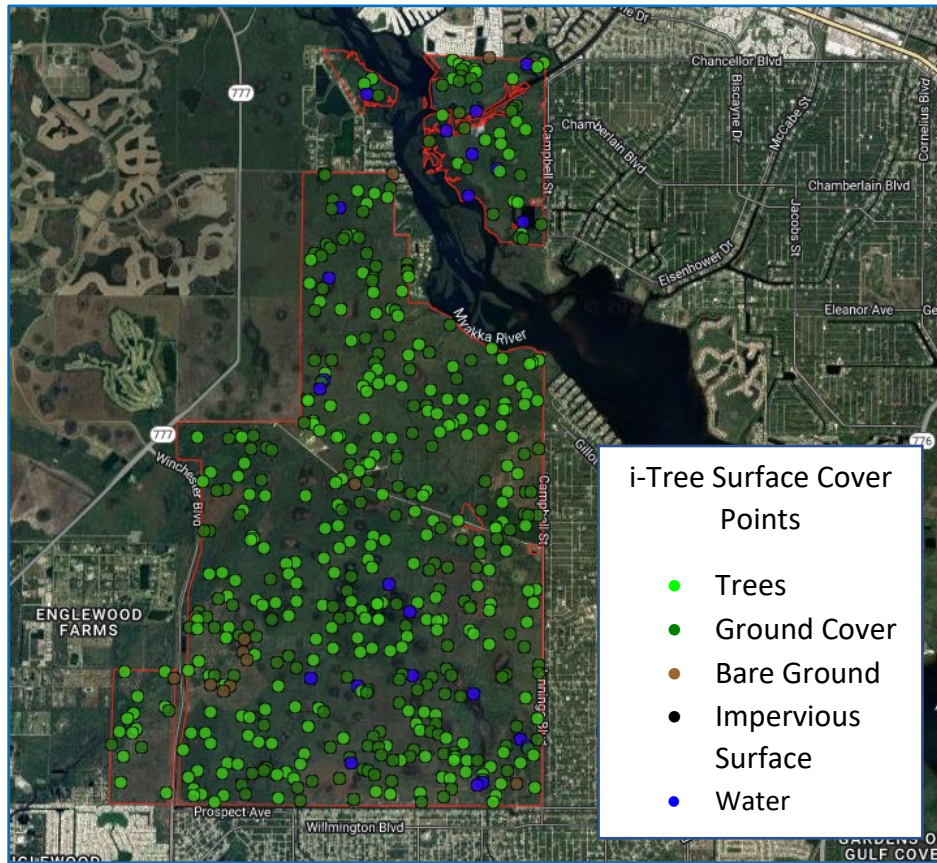 777
Chancellor Blvd
Biscayne Dr
McCabe St
Cornelius Blvd
Campbell St
Chamberlain Blvd
Chamberlain Blvd
Jacobs St
Eisenhower Dr
Eleanor Ave
Myakka River
777
776
Winchester Blvd
Campbell St
i-Tree Surface Cover
Points
Trees
Ground Cover
Bare Ground
Impervious
Surface
Water
ENGLEWOOD
FARMS
Prospect Ave
Willmington Blvd
GULF COVE